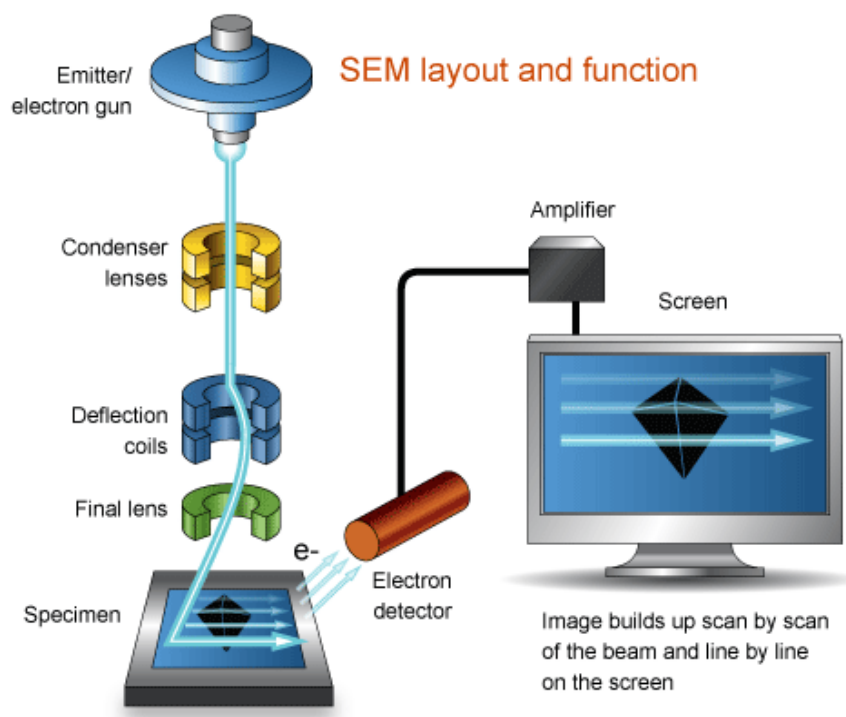 SEM layout and function
Emitter/
electron gun
Condenser
lenses
Deflection
coils
Final lens
Specimen
e-
Electron
detector
Amplifier
Screen
Image builds up scan by scan
of the beam and line by line
on the screen